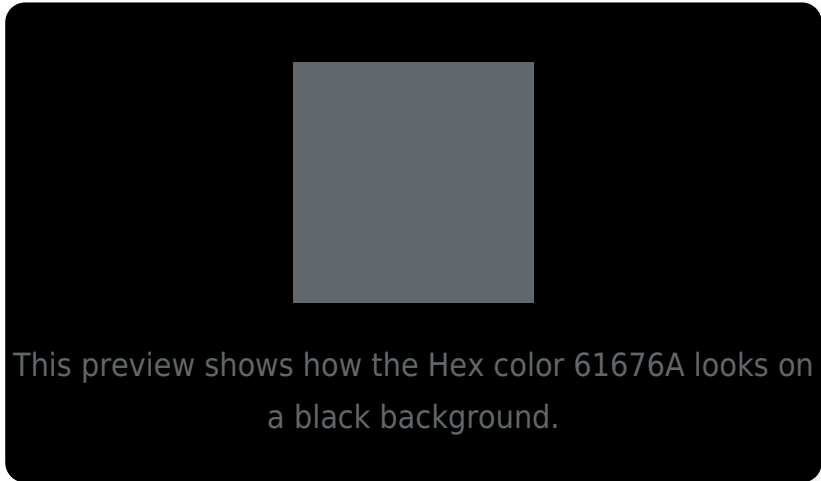 This preview shows how the Hex color 61676A looks on
a black background.